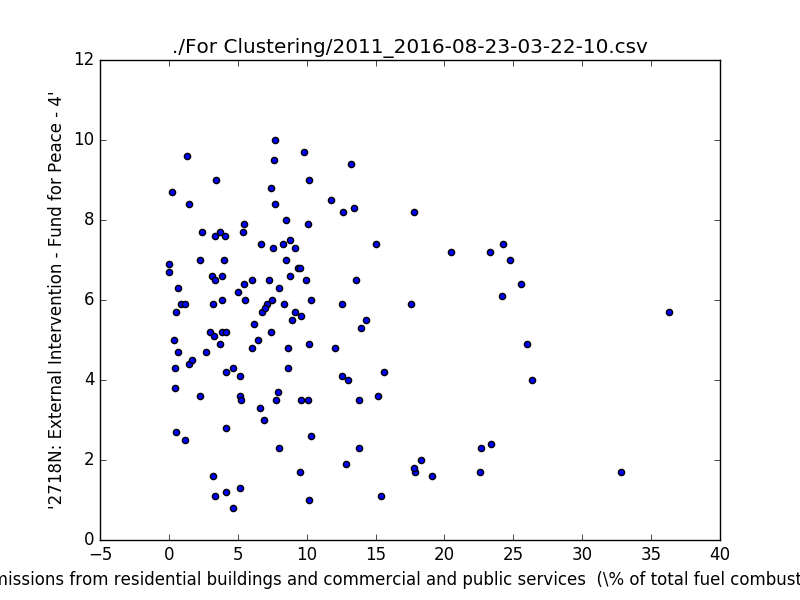 ./For Clustering/2011_2016-08-23-03-22-10.csv
'2718N: External Intervention - Fund for Peace - 4'
12
10
8
6
4
2
0
−5 0 5 10 15 20 25 30 35 40
from residential buildings and commercial and public services (\% of total fuel